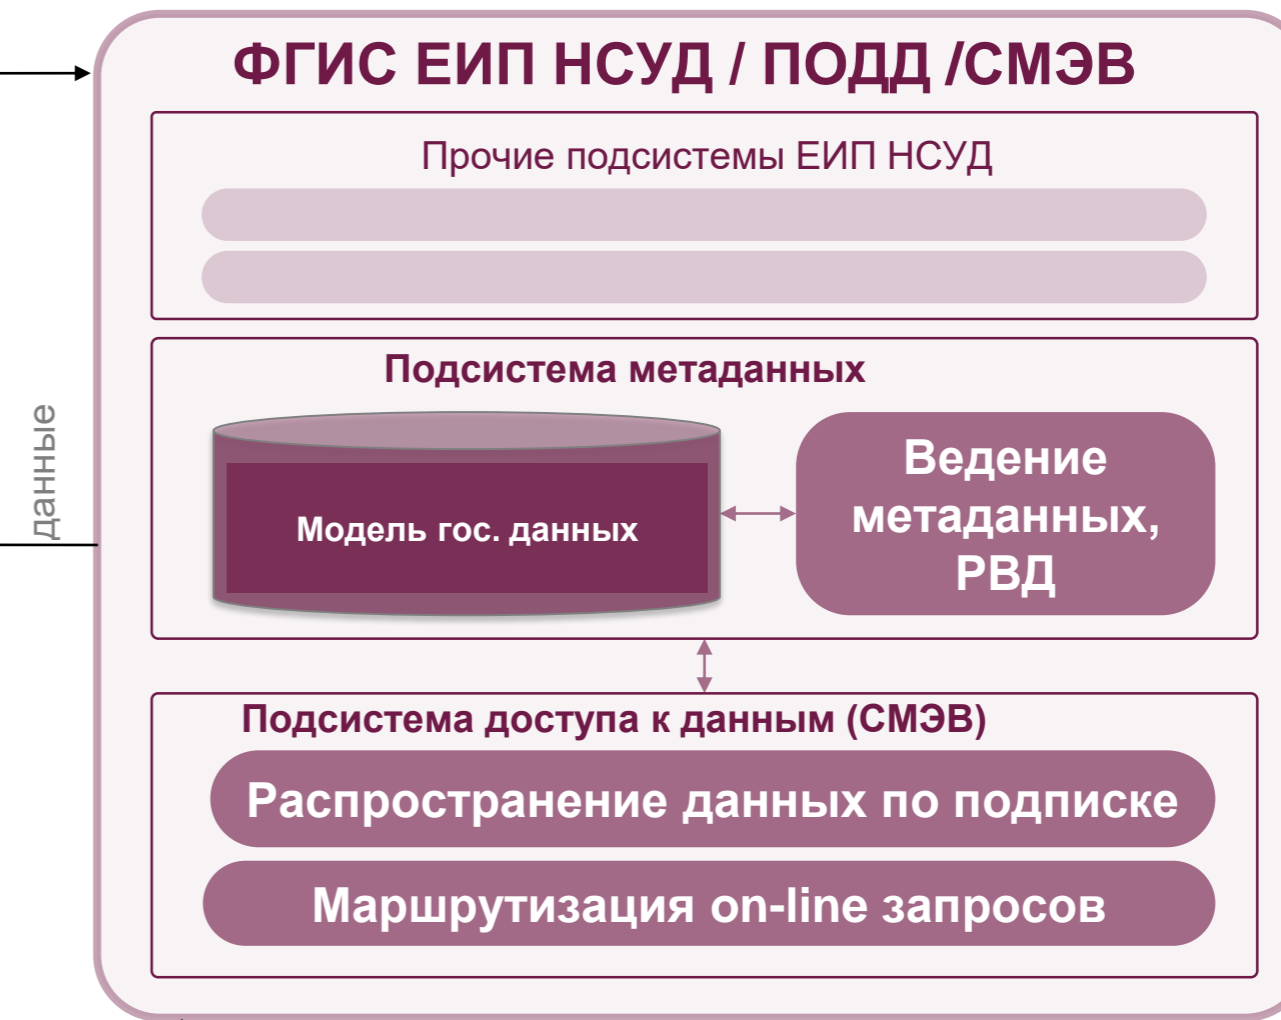 ФГИС ЕИП НСУД / ПОДД /СМЭВ
Прочие подсистемы ЕИП НСУД
Подсистема метаданных
данные
Модель гос. данных
Ведение
метаданных,
РВД
Подсистема доступа к данным (СМЭВ)
Распространение данных по подписке
Маршрутизация on-line запросов